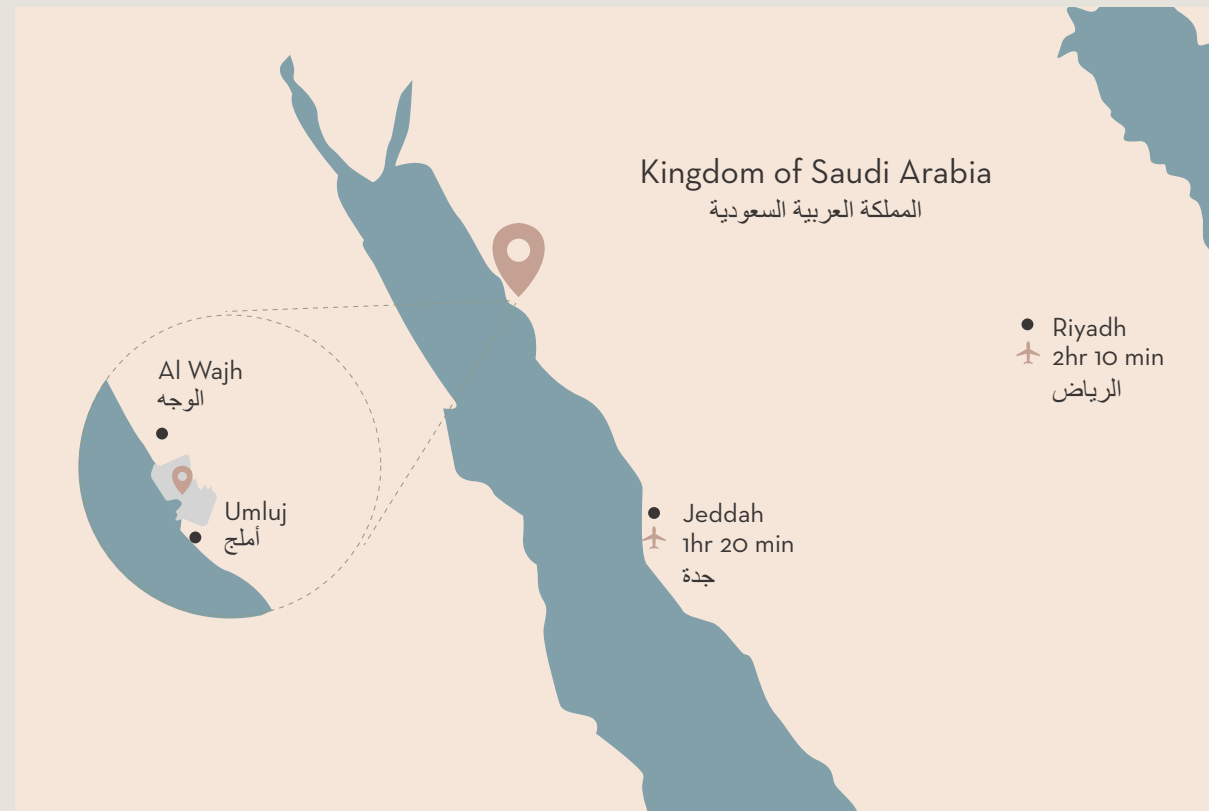 Kingdom of Saudi Arabia
المملكة العربية السعودية
Riyadh
2hr 10 min
الرياض
Al Wajh
الوجه
Umluj
أملج
Jeddah
1hr 20 min
جدة